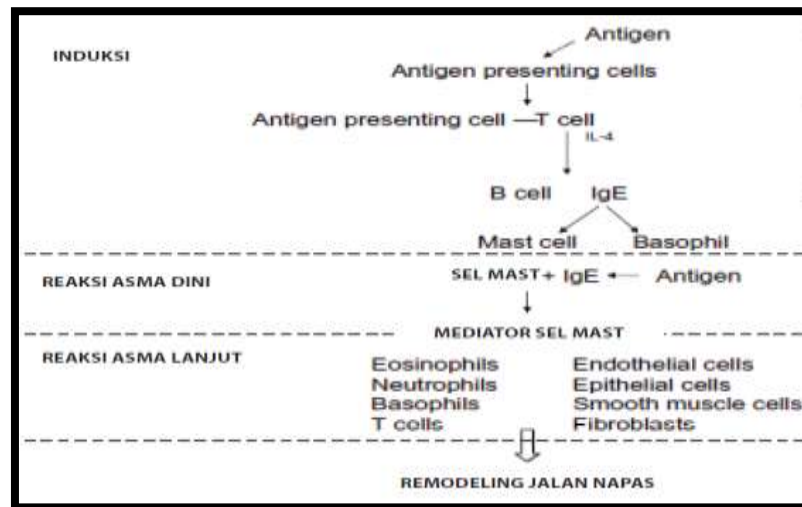 Antigen
INDUKSI
Antigen presenting cells
Antigen presenting cell —T cell
IL-4
B cell IgE
Mast cell Basophil
REAKSI ASMA DINI
SEL MAST + IgE Antigen
MEDIATOR SEL MAST
REAKSI ASMA LANJUT
Eosinophils Endothelial cells
Neutrophils Epithelial cells
Basophils Smooth muscle cells
T cells Fibroblasts
REMODELING JALAN NAPAS